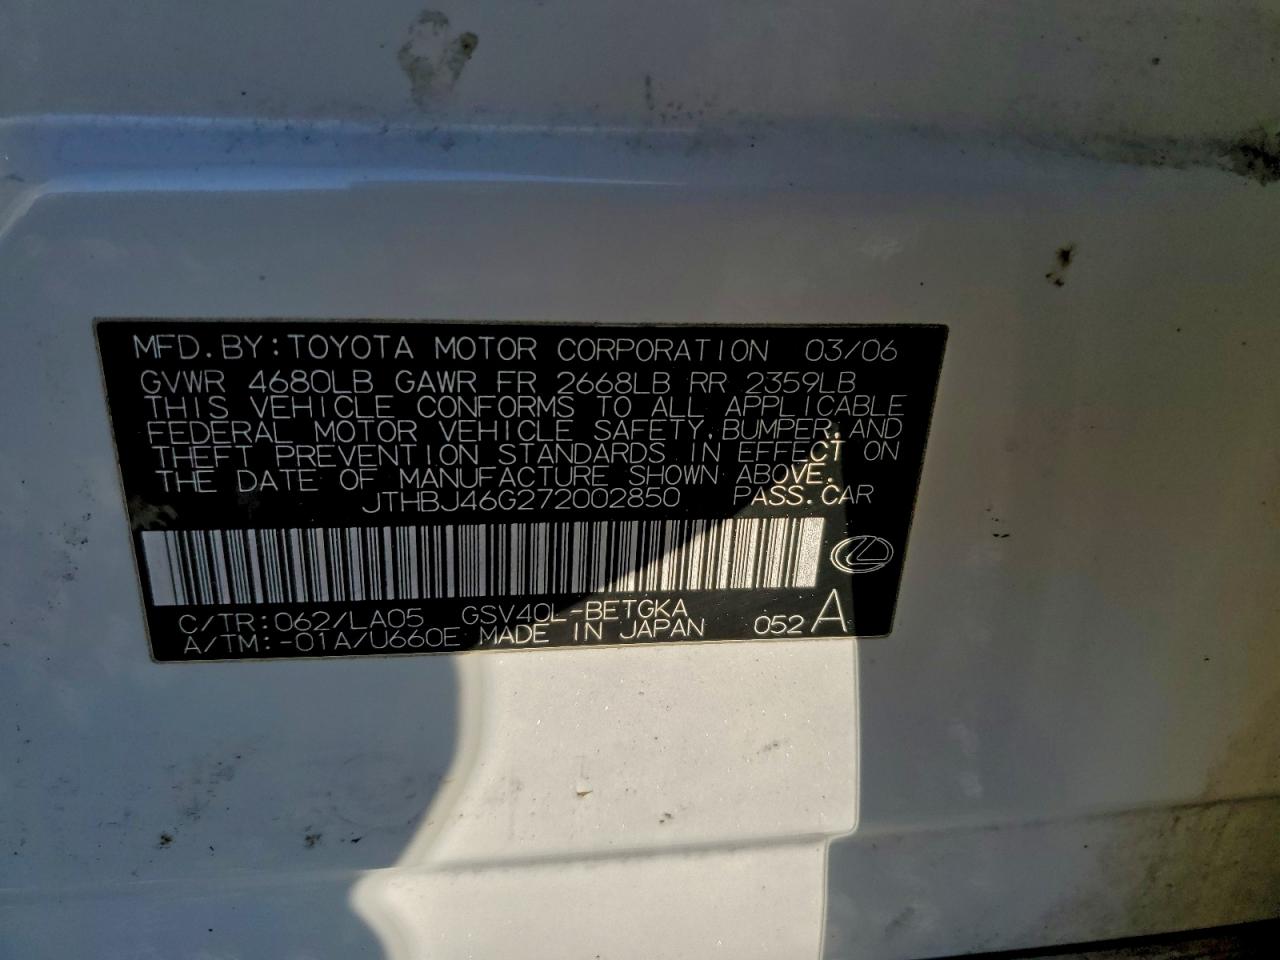 MFD.BY:TOYOTA MOTOR CORPORATION 03/06
GVWR 4680LB GAWR FR 2668LB RR 2359LB
THIS VEHICLE CONFORMS TO ALL APPLICABLE
FEDERAL MOTOR VEHICLE SAFETY, BUMPER, AND
THEFT PREVENTION STANDARDS IN EFFECT ON
THE DATE OF MANUFACTURE SHOWN ABOVE.
JTHBJ46G272002850 PASS.CAR
C/TR:062/LA05 GSV40L-BETGKA
A/TM:-01A/U660E MADE IN JAPAN 052 A